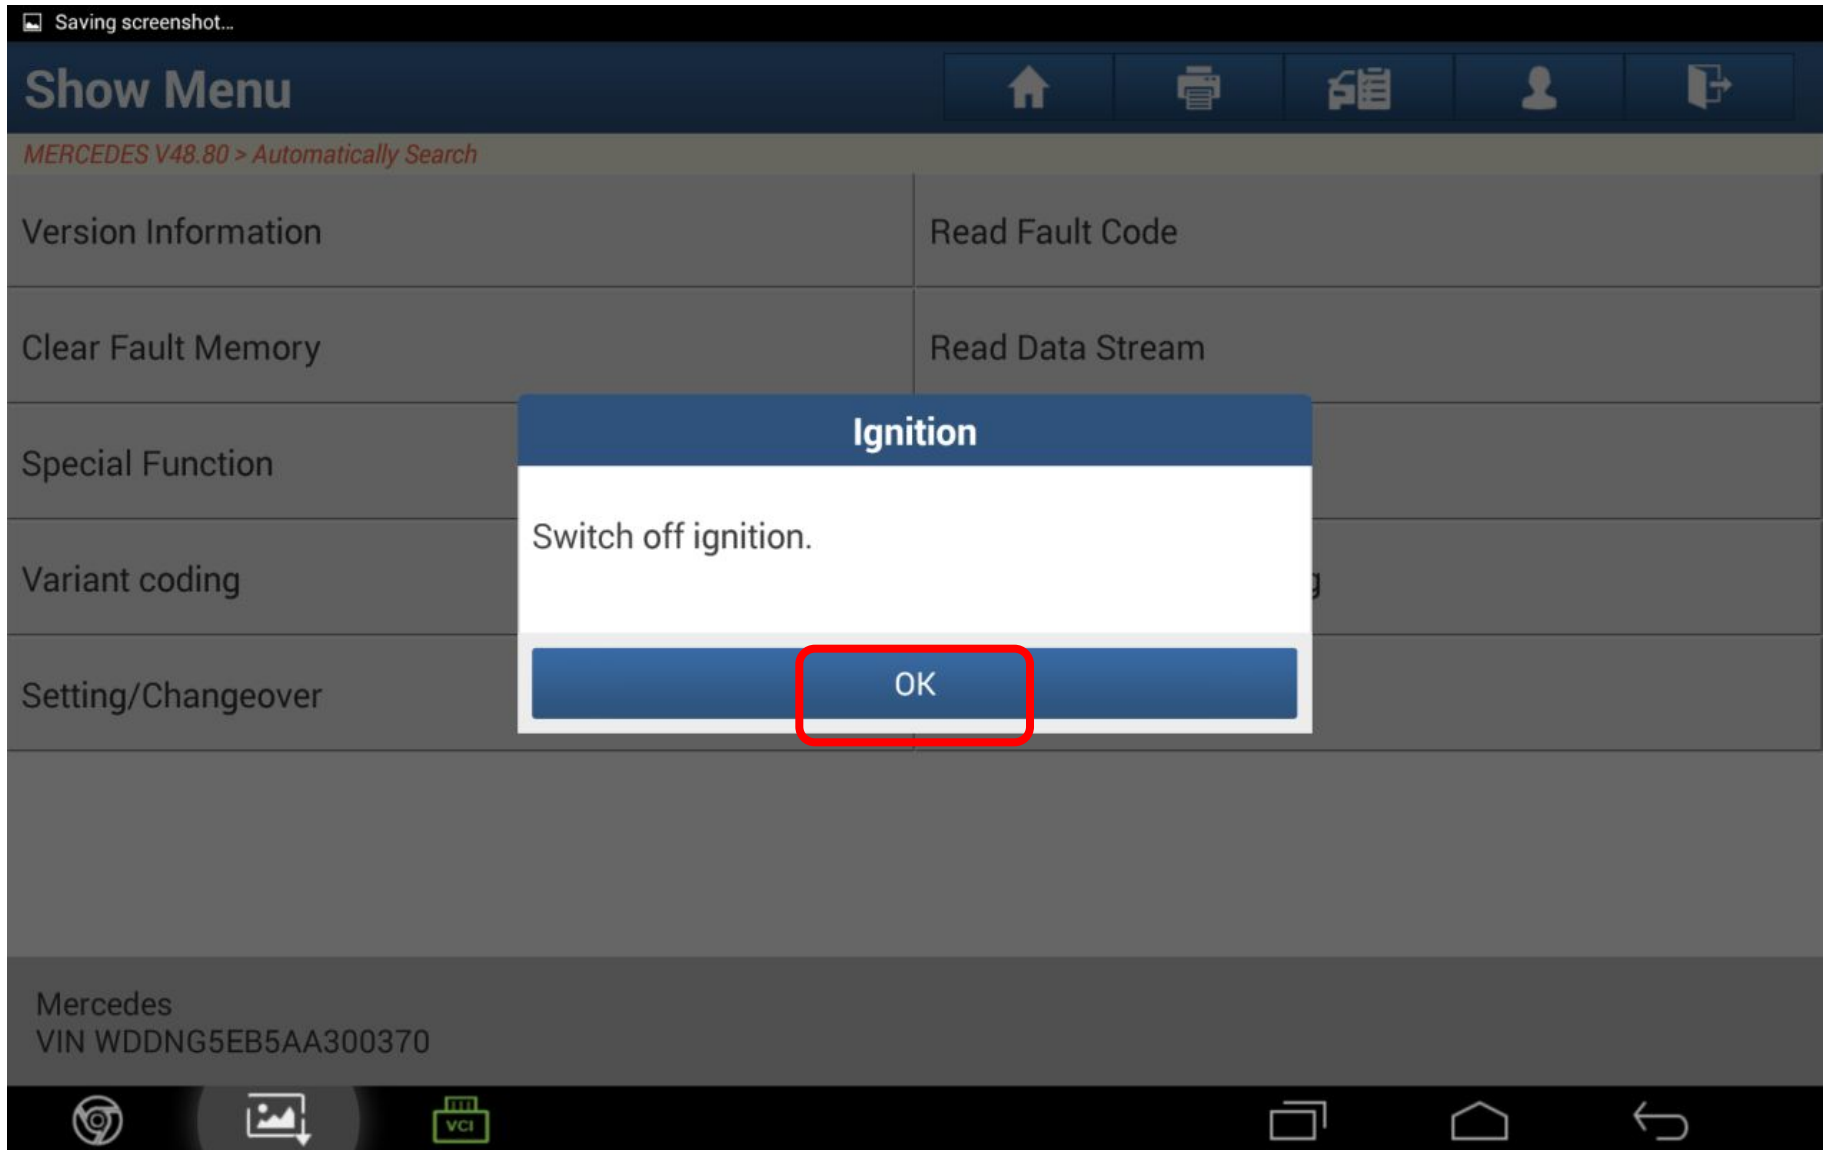 Saving screenshot...
Show Menu
MERCEDES V48.80 > Automatically Search
Version Information
Read Fault Code
Clear Fault Memory
Read Data Stream
Special Function
Variant coding
Setting/Changeover
Ignition
Switch off ignition.
OK
Mercedes
VIN WDDNG5EB5AA300370
VCI